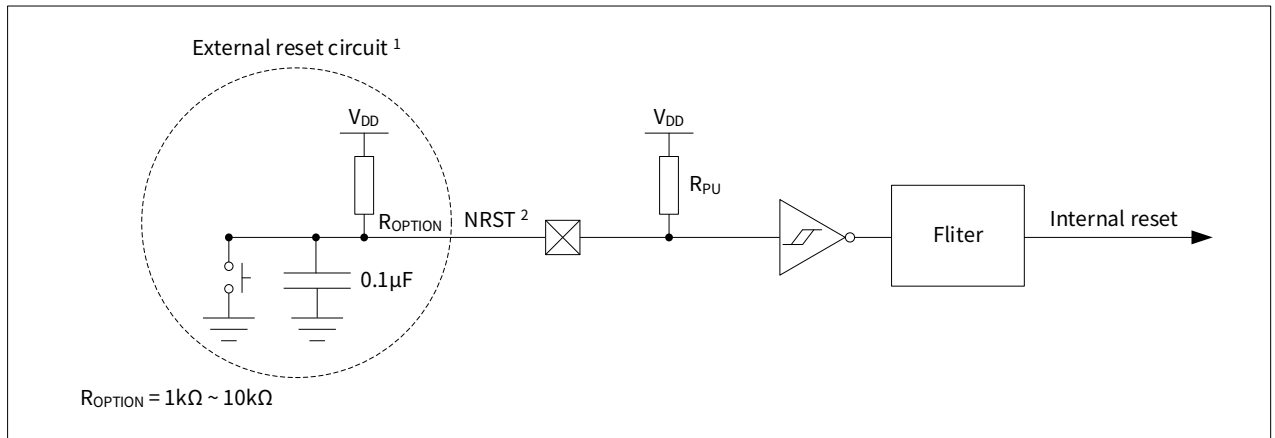 External reset circuit 1
VDD
VDD
ROPTION
NRST 2
RPU
Fliter
Internal reset
0.1μF
ROPTION = 1kΩ ~ 10kΩ